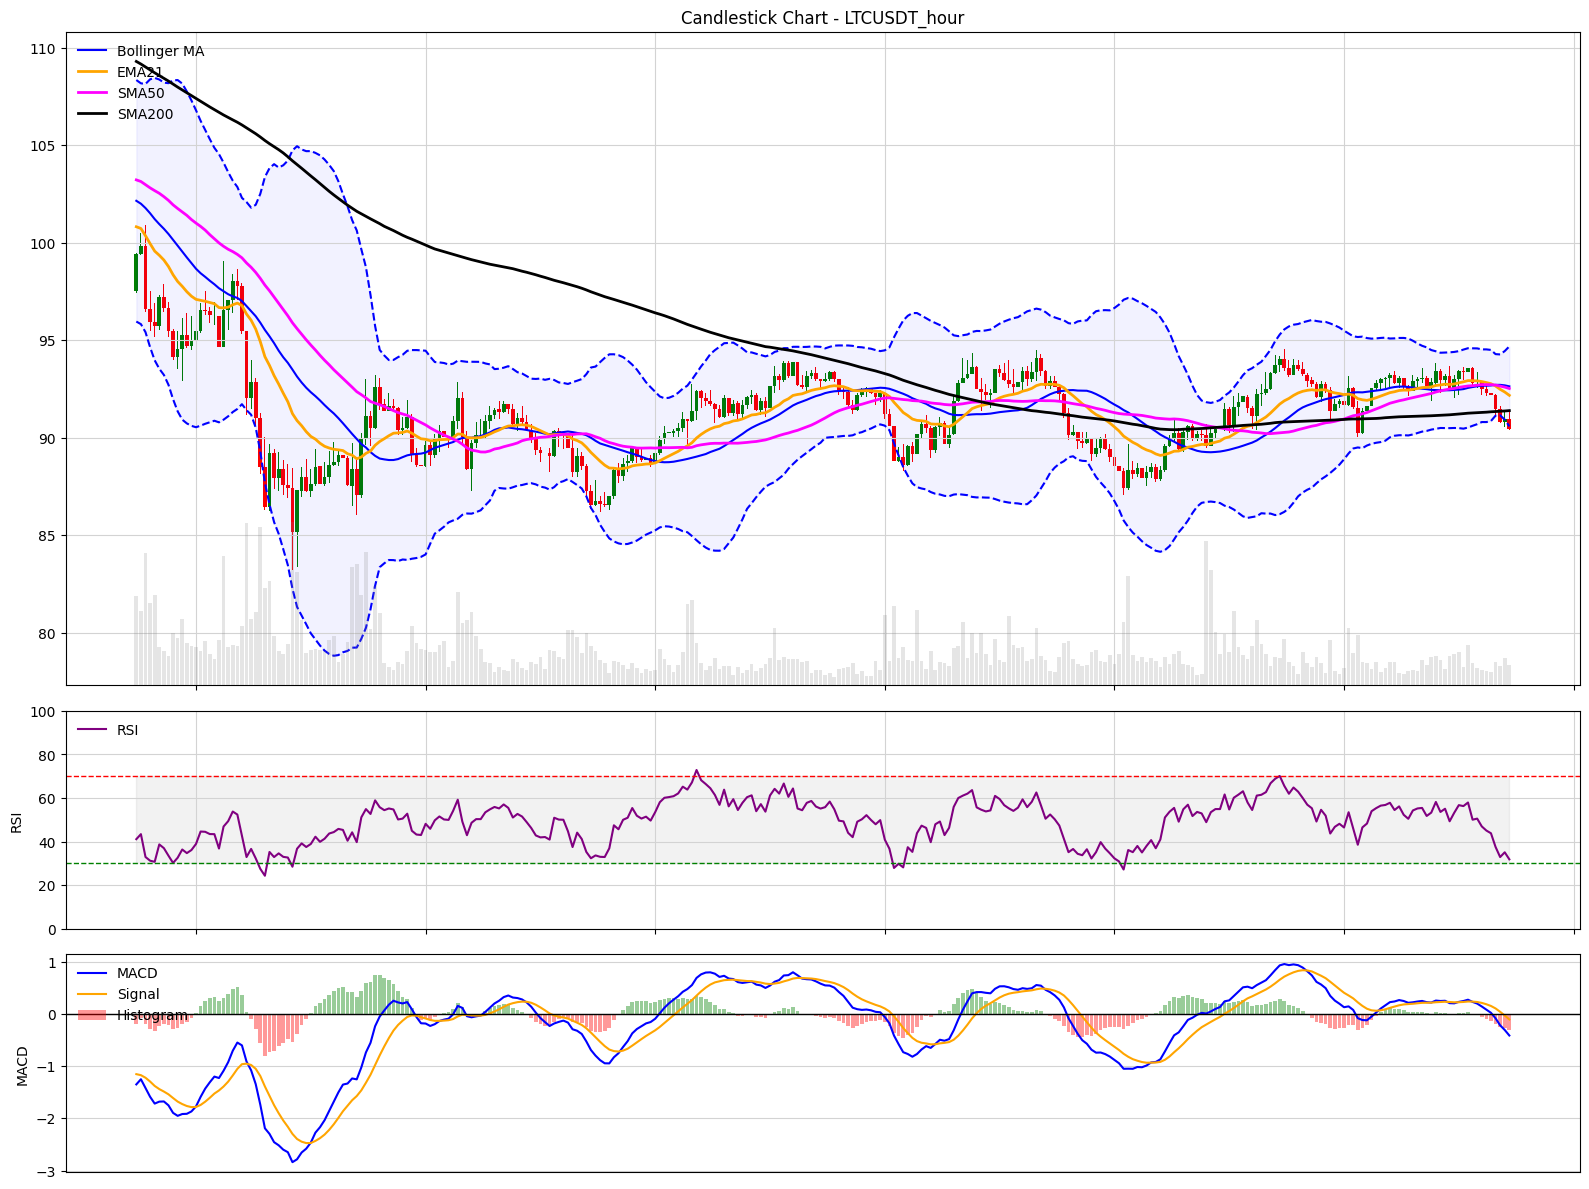 Candlestick Chart - LTCUSDT_hour
110
105
100
95
90
85
80
Bollinger MA
EMA21
SMA50
SMA200
100
80
60
40
20
0
RSI
RSI
1
0
−1
−2
−3
MACD
MACD
Signal
Histogram